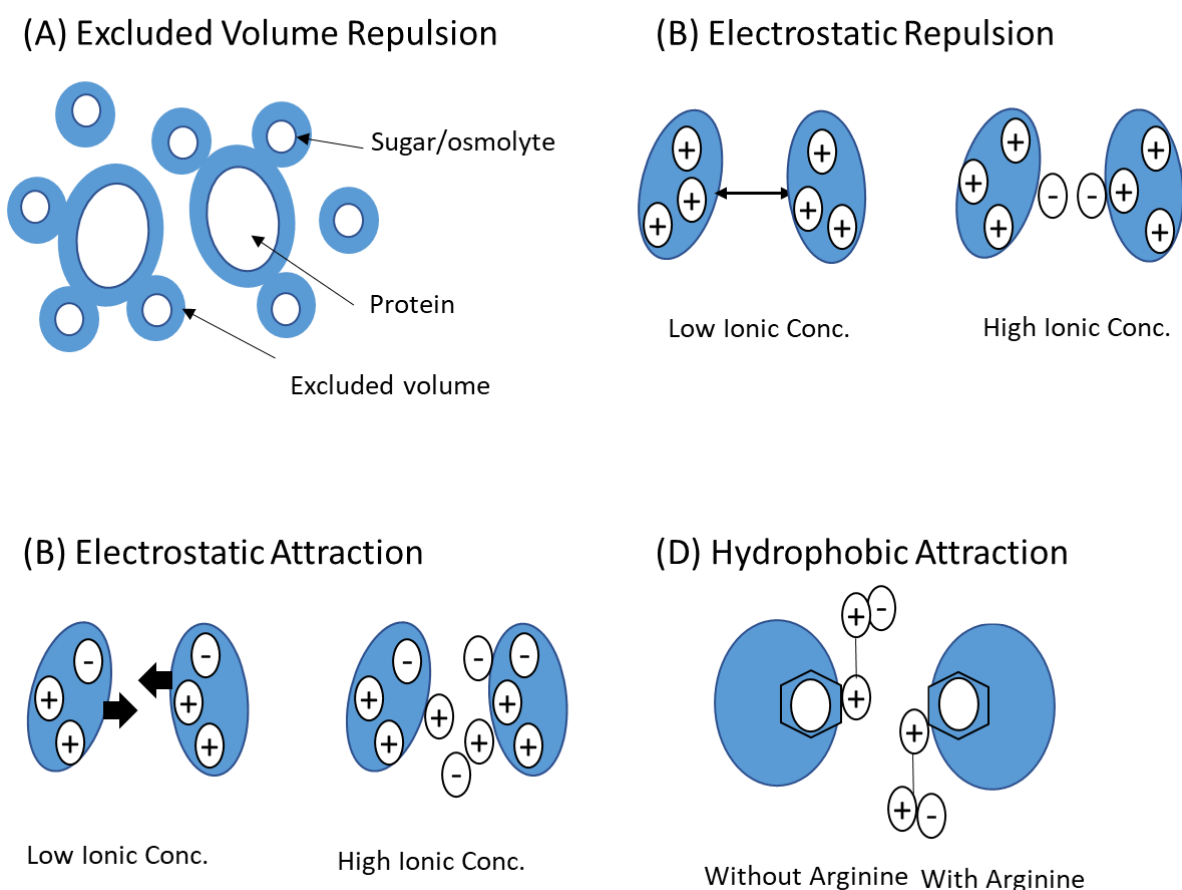 (A) Excluded Volume Repulsion
Sugar/osmolyte
Protein
Excluded volume
(B) Electrostatic Repulsion
+ + + + + +
+ + + - - + + +
Low Ionic Conc.
High Ionic Conc.
(B) Electrostatic Attraction
- + + - + +
- + + + - + - - + +
Low Ionic Conc.
High Ionic Conc.
(D) Hydrophobic Attraction
+ -
+
+
+ -
Without Arginine
With Arginine